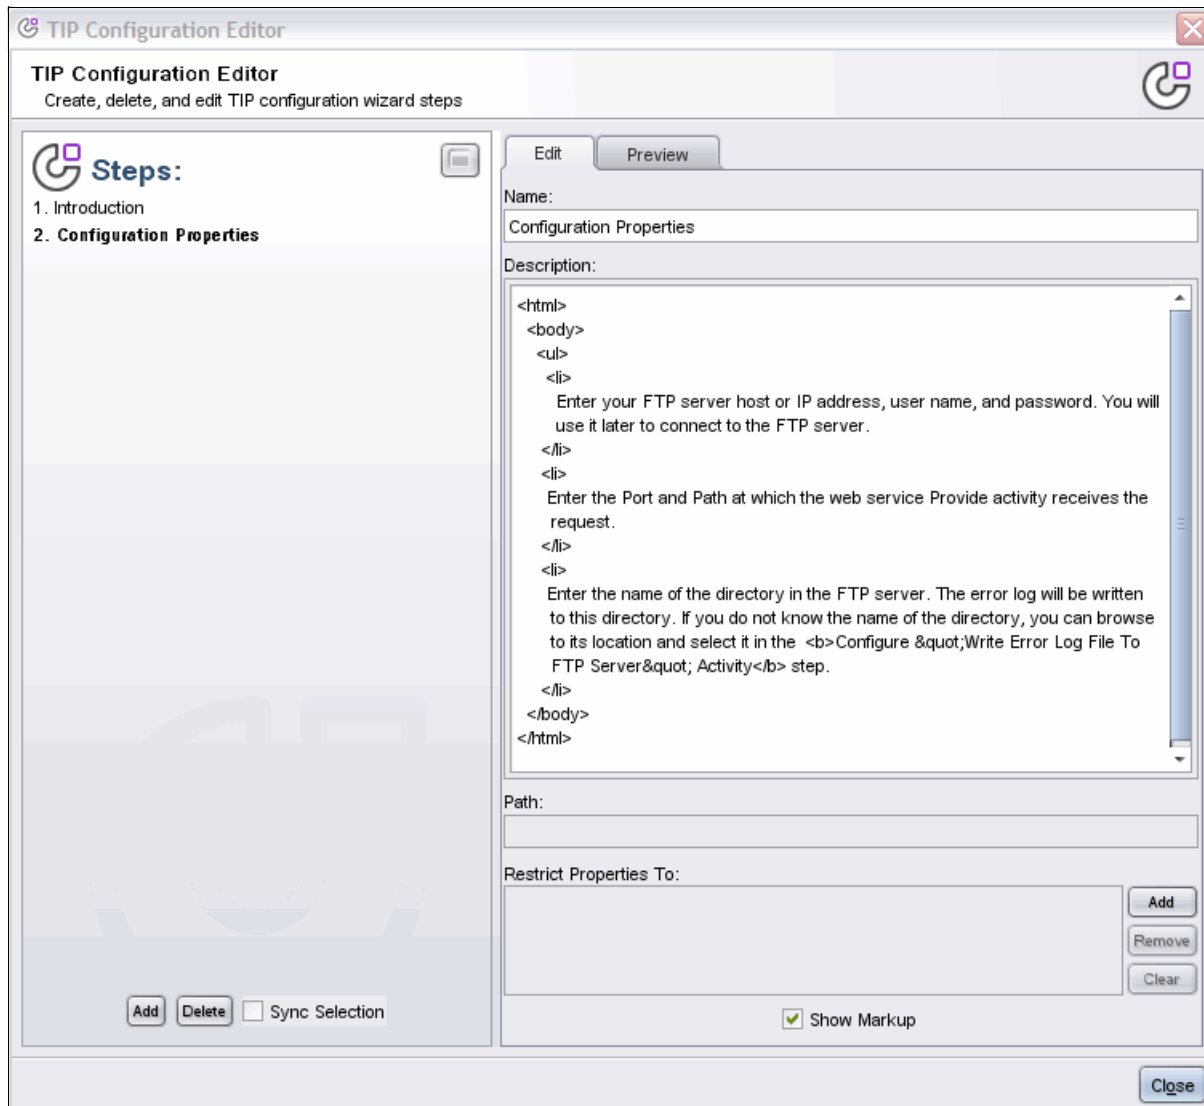 TIP Configuration Editor
TIP Configuration Editor
Create, delete, and edit TIP configuration wizard steps
Steps:
1. Introduction
2. Configuration Properties
Add
Delete
Sync Selection
Edit
Preview
Name:
Configuration Properties
Description:
<html>
<body>
<ul>
<li>
Enter your FTP server host or IP address, user name, and password. You will
use it later to connect to the FTP server.
</li>
<li>
Enter the Port and Path at which the web service Provide activity receives the
request.
</li>
<li>
Enter the name of the directory in the FTP server. The error log will be written
to this directory. If you do not know the name of the directory, you can browse
to its location and select it in the <b>Configure &quot;Write Error Log File To
FTP Server&quot; Activity</b> step.
</li>
</body>
</html>
Path:
Restrict Properties To:
Add
Remove
Clear
Show Markup
Close